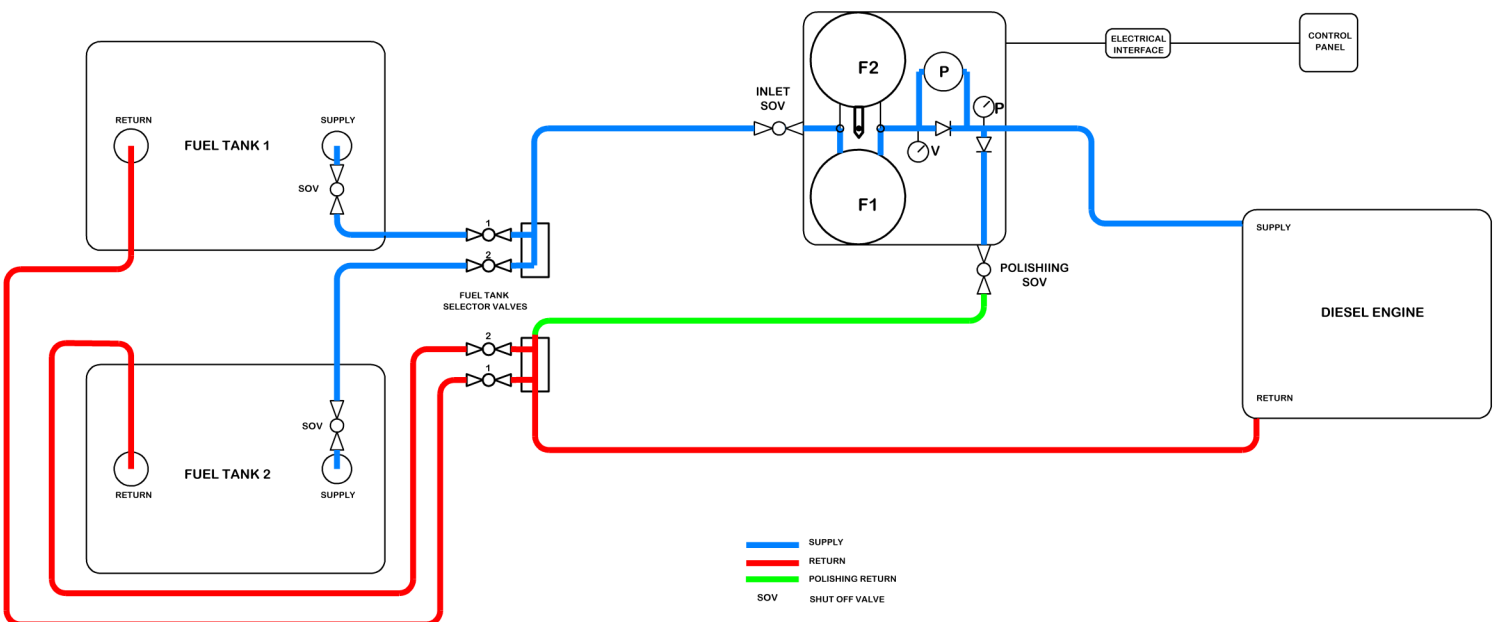 CONTROL
PANEL
ELECTRICAL
INTERFACE
F2
P
INLET
SOV
P
V
F1
RETURN
SUPPLY
FUEL TANK 1
SOV
1
2
FUEL TANK
SELECTOR VALVES
POLISHIING
SOV
SUPPLY
DIESEL ENGINE
RETURN
2
1
SOV
FUEL TANK 2
RETURN
SUPPLY
SUPPLY
RETURN
POLISHING RETURN
SOV SHUT OFF VALVE